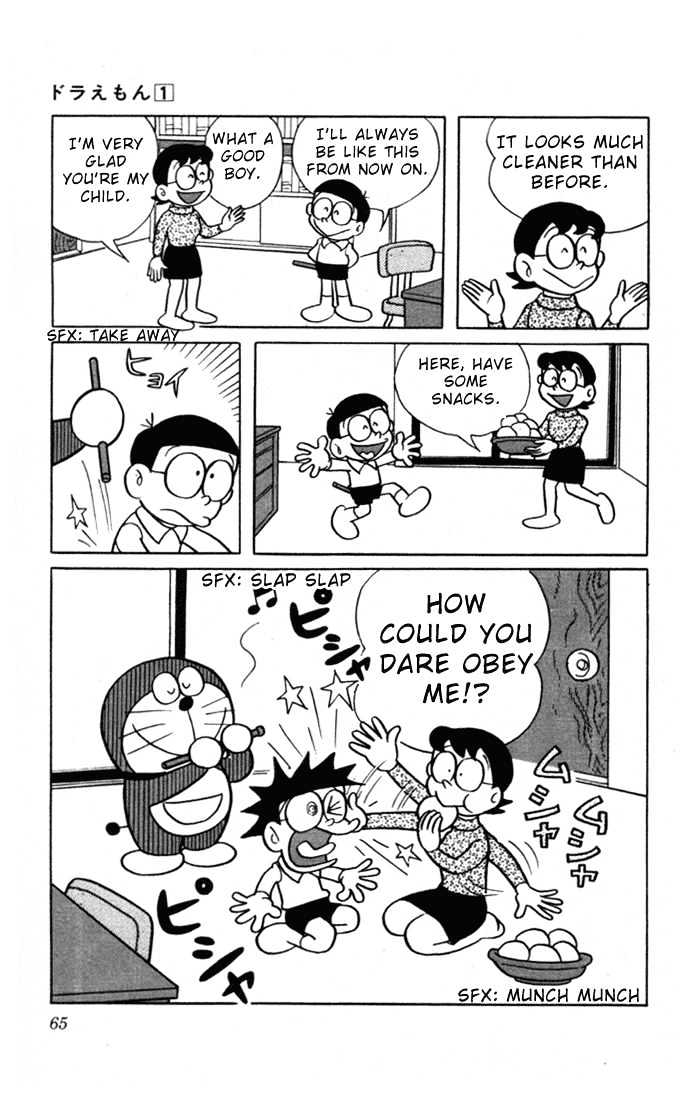 ドラえもん 1
IT LOOKS MUCH
CLEANER THAN
BEFORE.
I'LL ALWAYS
BE LIKE THIS
FROM NOW ON.
WHAT A
GOOD
BOY.
I'M VERY
GLAD
YOU'RE MY
CHILD.
HERE, HAVE
SOME
SNACKS.
SFX: TAKE AWAY
ヒョイ
HOW
COULD YOU
DARE OBEY
ME!?
SFX: SLAP SLAP
ピシャ
ムシャ
ムシャ
ピシャ
SFX: MUNCH MUNCH
65